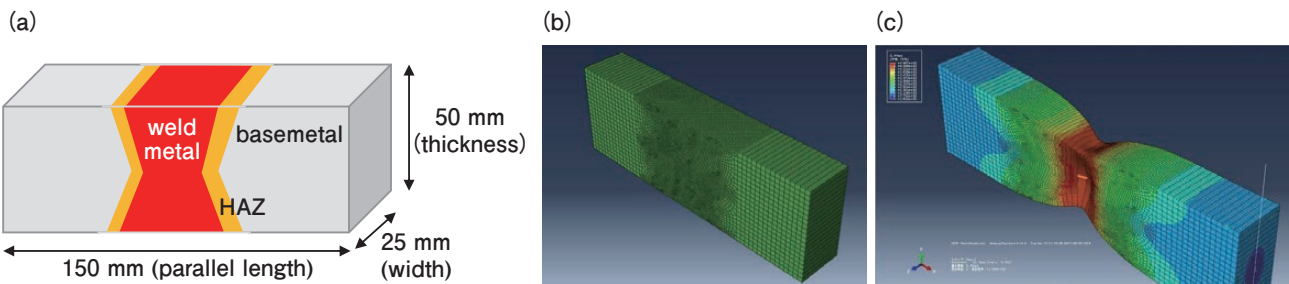 (a)
weld
metal
basemetal
HAZ
50 mm
(thickness)
25 mm
(width)
150 mm (parallel length)
(b)
(c)